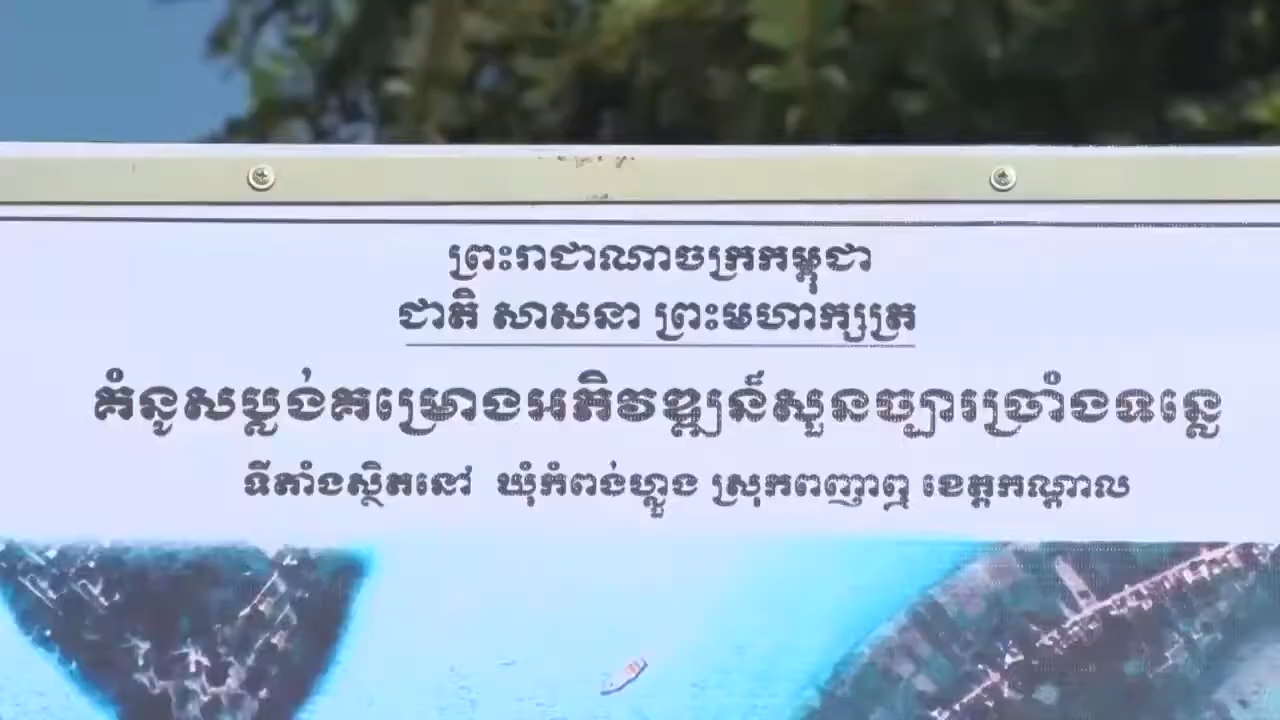 ព្រះរាជាណាចក្រកម្ពុជា
ជាតិ សាសនា ព្រះមហាក្សត្រ
គំនូសប្លង់គម្រោងអភិវឌ្ឍន៍សួនច្បារច្រាំងទន្លេ
ទីតាំងស្ថិតនៅ ឃុំកំពង់ហ្លួង ស្រុកពញាឮ ខេត្តកណ្តាល